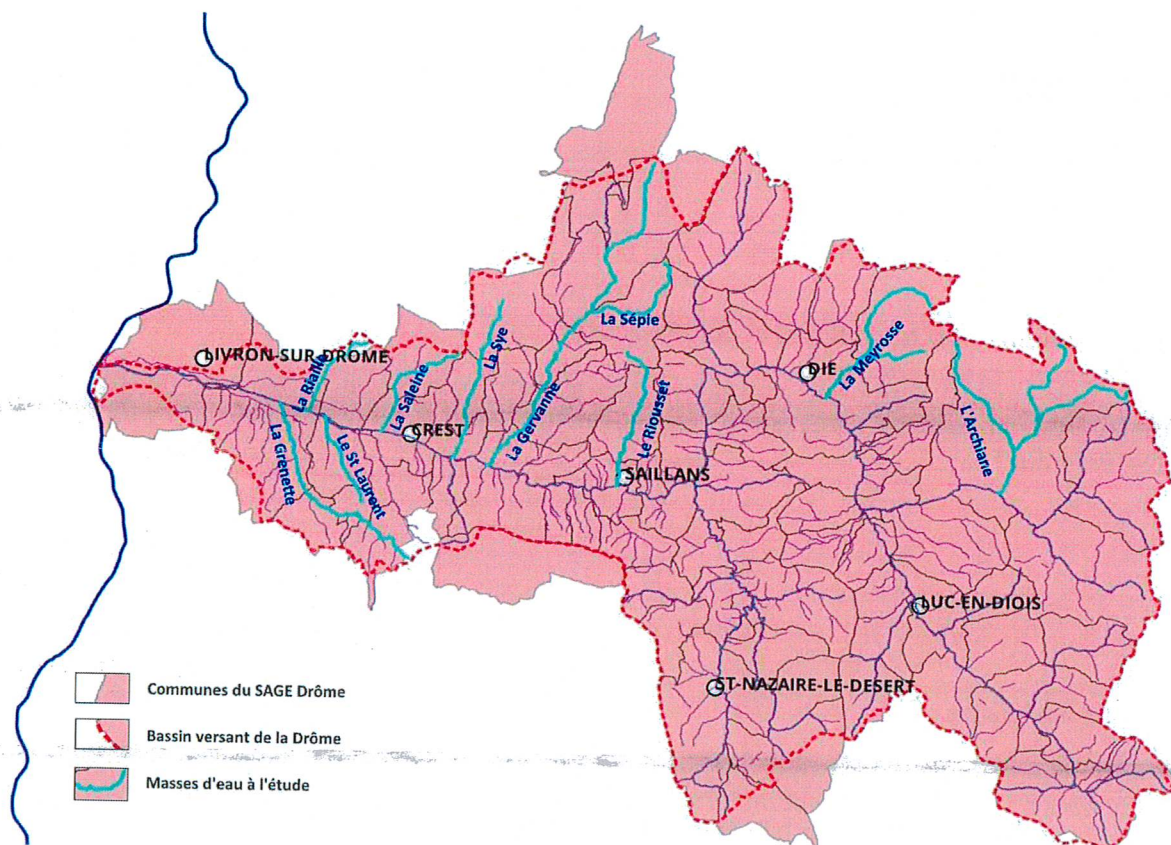 La Sépie
La Sye
LIVRON-SUR-DRÔME
La Riaille
La Saleine
La Meyrosse
DIE
La Gervanne
Le Riousset
L'Archiane
La Grenette
Le St Laurent
CREST
SAILLANS
LUC-EN-DIOIS
ST-NAZAIRE-LE-DESERT
Communes du SAGE Drôme
Bassin versant de la Drôme
Masses d'eau à l'étude